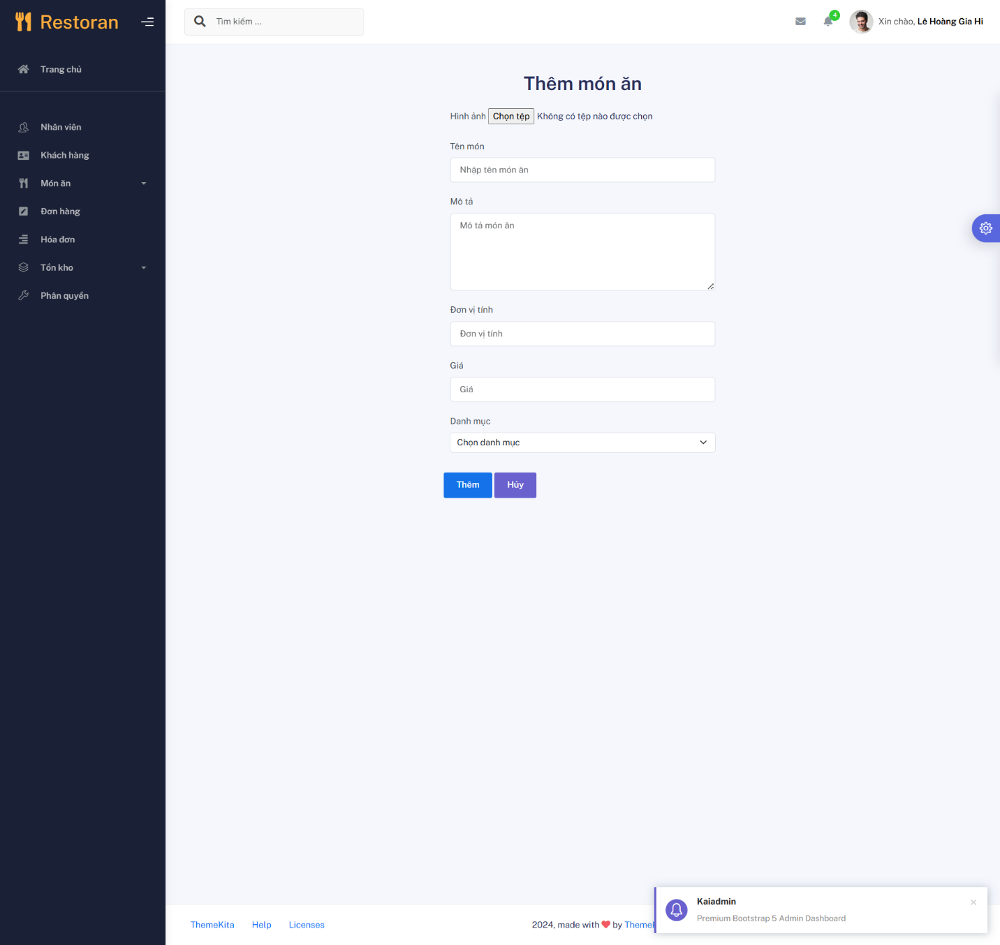 Restoran
Tìm kiếm ...
4
Xin chào, Lê Hoàng Gia Hi
Trang chủ
Nhân viên
Khách hàng
Món ăn
Đơn hàng
Hóa đơn
Tồn kho
Phân quyền
Thêm món ăn
Hình ảnh Chọn tệp Không có tệp nào được chọn
Tên món
Nhập tên món ăn
Mô tả
Mô tả món ăn
Đơn vị tính
Đơn vị tính
Giá
Giá
Danh mục
Chọn danh mục
Thêm Hủy
Kaiadmin
Premium Bootstrap 5 Admin Dashboard
ThemeKita Help Licenses
2024, made with by